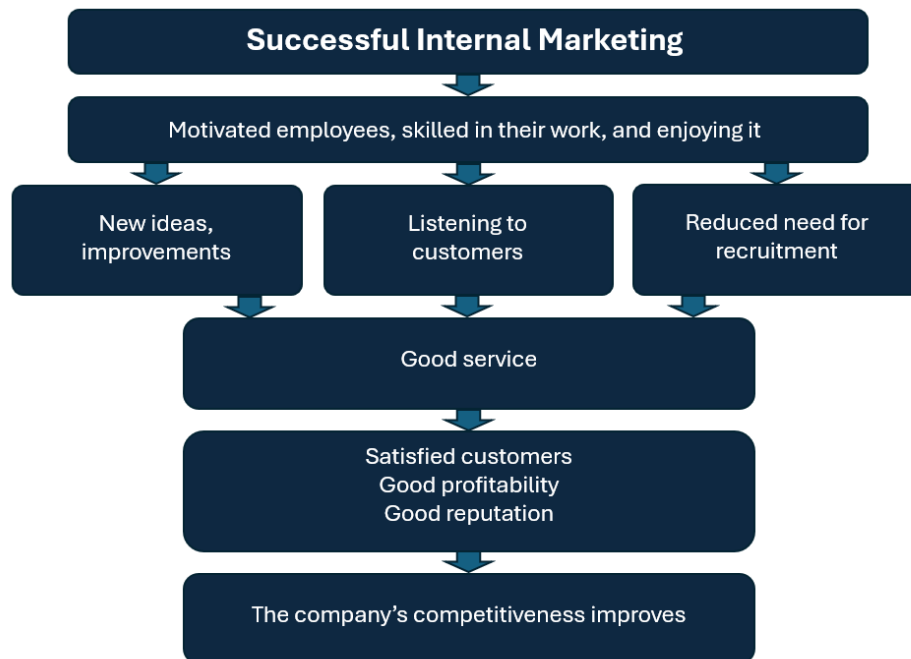 Successful Internal Marketing
Motivated employees, skilled in their work, and enjoying it
New ideas,
improvements
Listening to
customers
Reduced need for
recruitment
Good service
Satisfied customers
Good profitability
Good reputation
The company’s competitiveness improves